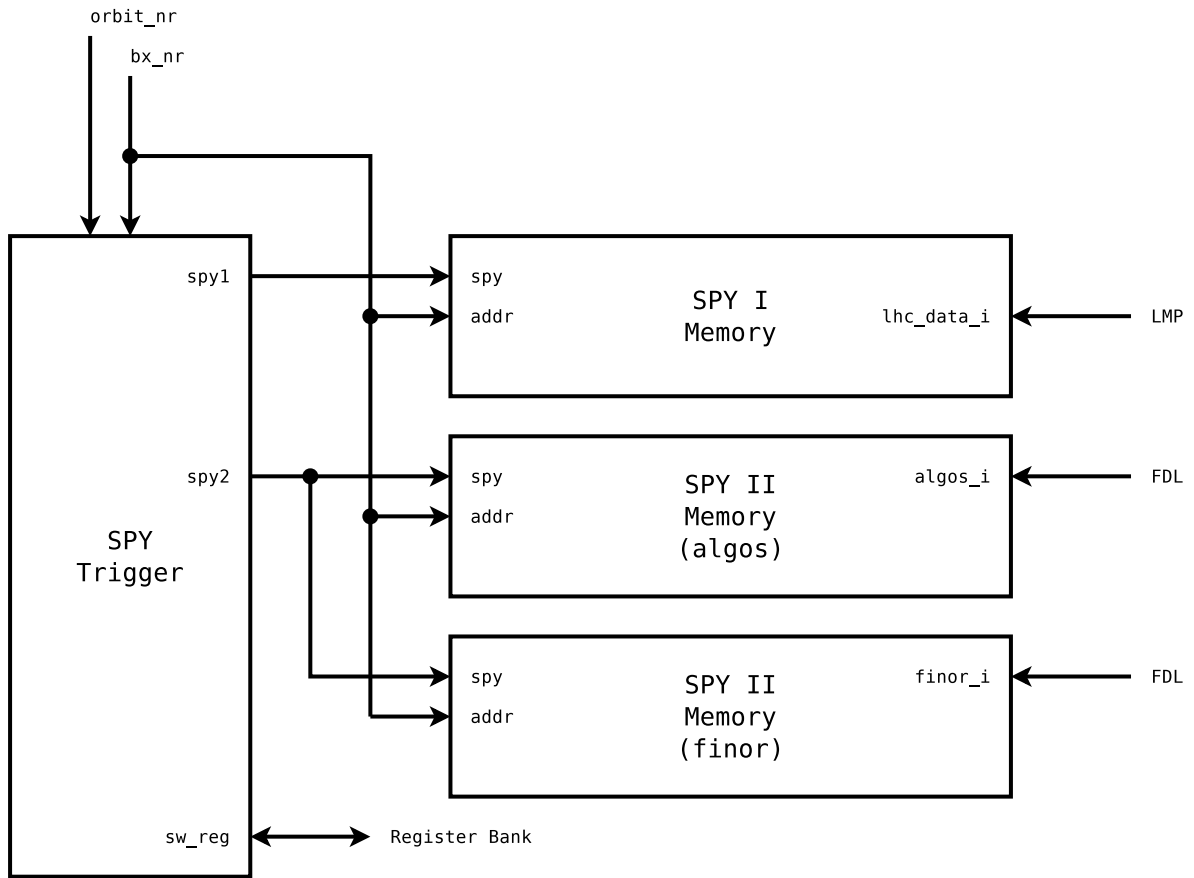 orbit_nr
bx_nr
spy1
spy
addr
SPY I
Memory
lhc_data_i
LMP
spy2
spy
addr
SPY II
Memory
(algos)
algos_i
FDL
SPY
Trigger
spy
addr
SPY II
Memory
(finor)
finor_i
FDL
sw_reg
Register Bank